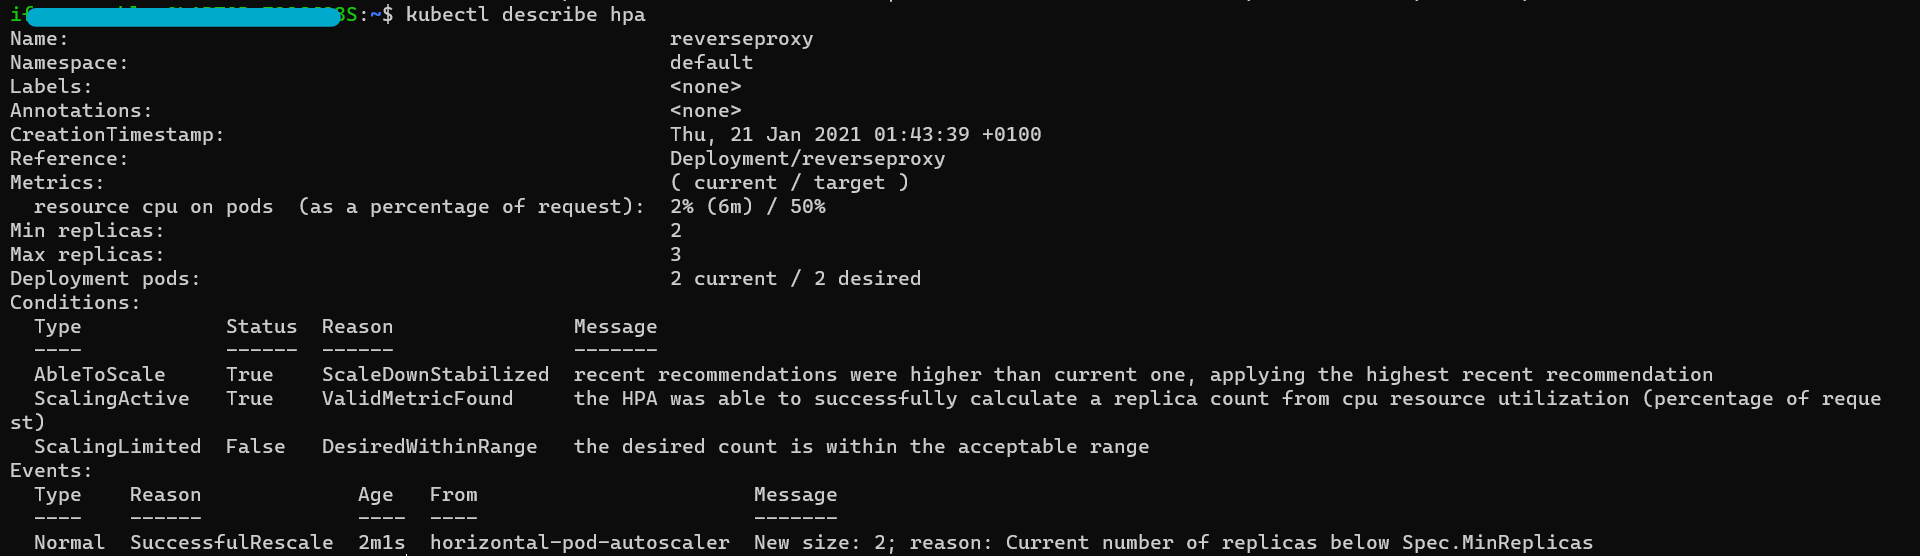 :~$ kubectl describe hpa
Name:                                                  reverseproxy
Namespace:                                             default
Labels:                                                <none>
Annotations:                                           <none>
CreationTimestamp:                                     Thu, 21 Jan 2021 01:43:39 +0100
Reference:                                             Deployment/reverseproxy
Metrics:                                               ( current / target )
  resource cpu on pods  (as a percentage of request):  2% (6m) / 50%
Min replicas:                                          2
Max replicas:                                          3
Deployment pods:                                       2 current / 2 desired
Conditions:
  Type            Status  Reason               Message
  ----            ------  ------               -------
  AbleToScale     True    ScaleDownStabilized  recent recommendations were higher than current one, applying the highest recent recommendation
  ScalingActive   True    ValidMetricFound     the HPA was able to successfully calculate a replica count from cpu resource utilization (percentage of reque
st)
  ScalingLimited  False   DesiredWithinRange   the desired count is within the acceptable range
Events:
  Type    Reason             Age   From                       Message
  ----    ------             ----  ----                       -------
  Normal  SuccessfulRescale  2m1s  horizontal-pod-autoscaler  New size: 2; reason: Current number of replicas below Spec.MinReplicas